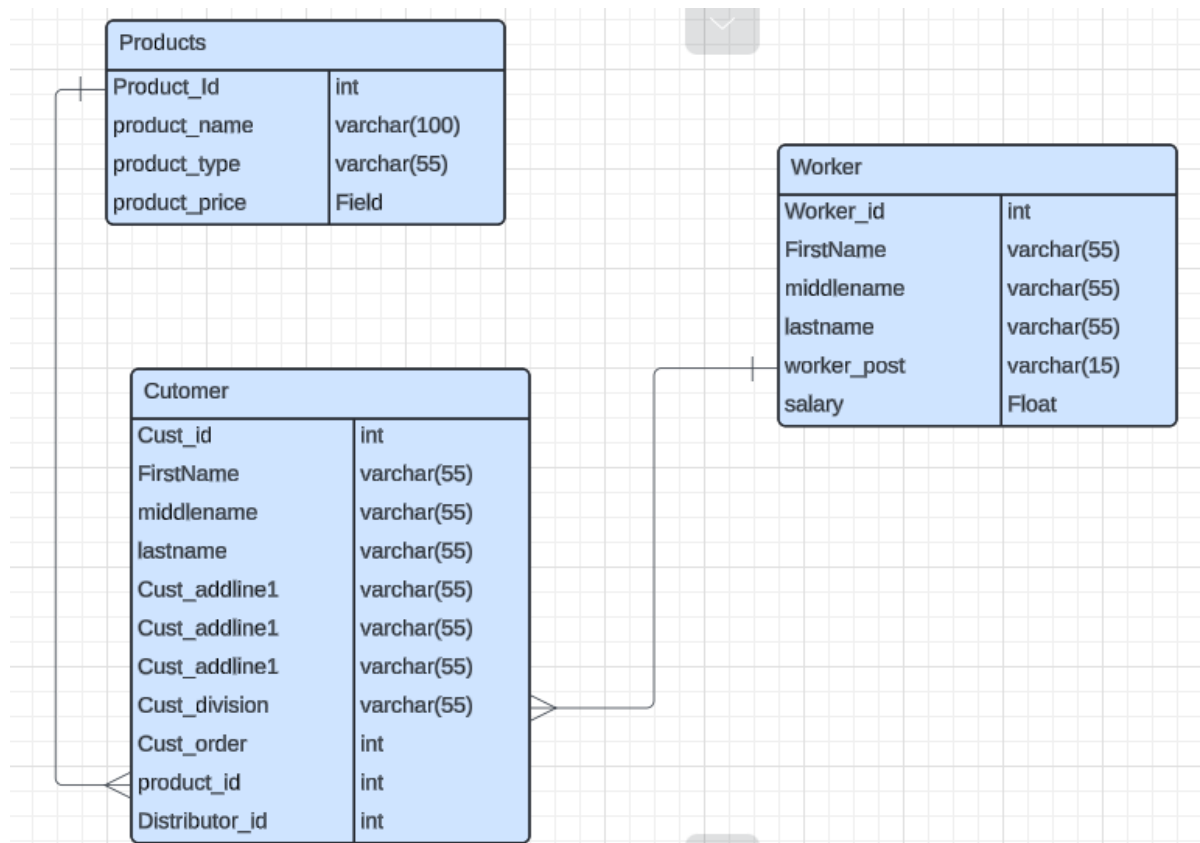 Products
Product_Id int
product_name varchar(100)
product_type varchar(55)
product_price Field
Worker
Worker_id int
FirstName varchar(55)
middlename varchar(55)
lastname varchar(55)
worker_post varchar(15)
salary Float
Cutomer
Cust_id int
FirstName varchar(55)
middlename varchar(55)
lastname varchar(55)
Cust_addline1 varchar(55)
Cust_addline1 varchar(55)
Cust_addline1 varchar(55)
Cust_division varchar(55)
Cust_order int
product_id int
Distributor_id int